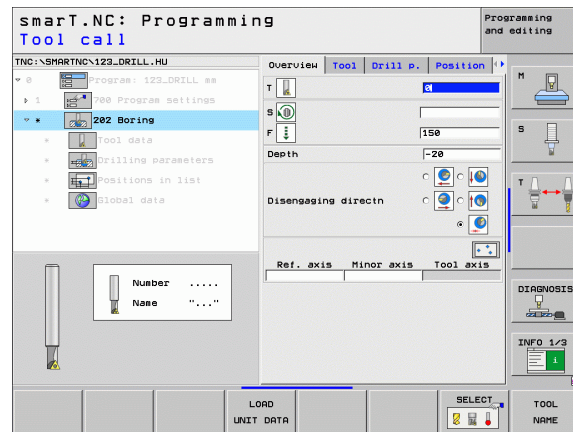 smarT.NC: Programming
Tool call
Programming
and editing
TNC:\SMARTNC\123_DRILL.HU
0 Program: 123_DRILL mm
1 700 Program settings
* 202 Boring
* Tool data
* Drilling parameters
* Positions in list
* Global data
Number .....
Name "..."
Overview Tool Drill p. Position
T 0
S
F 150
Depth -20
Disengaging directn
Ref. axis Minor axis Tool axis
M
S
T
DIAGNOSIS
INFO 1/3
LOAD
UNIT DATA
SELECT
TOOL
NAME